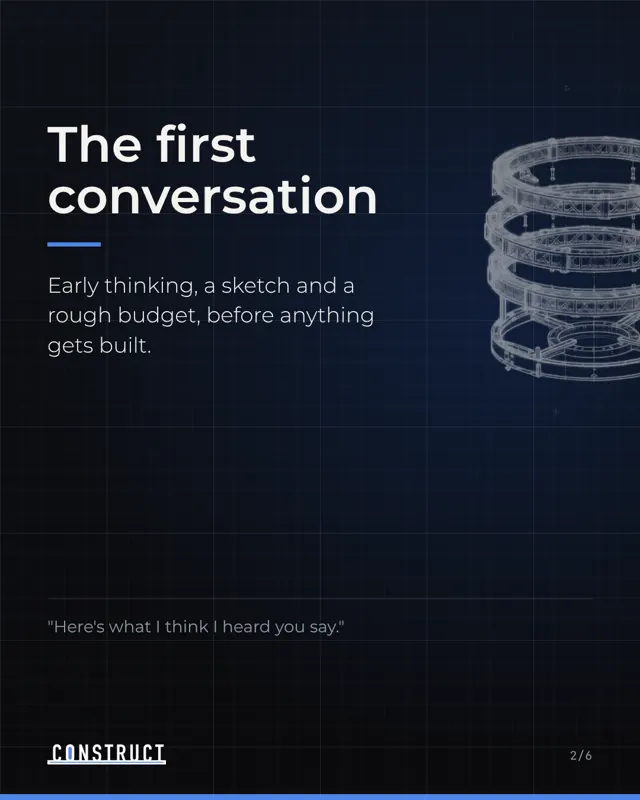 The first
conversation
Early thinking, a sketch and a
rough budget, before anything
gets built.
"Here's what I think I heard you say."
CONSTRUCT
2/6